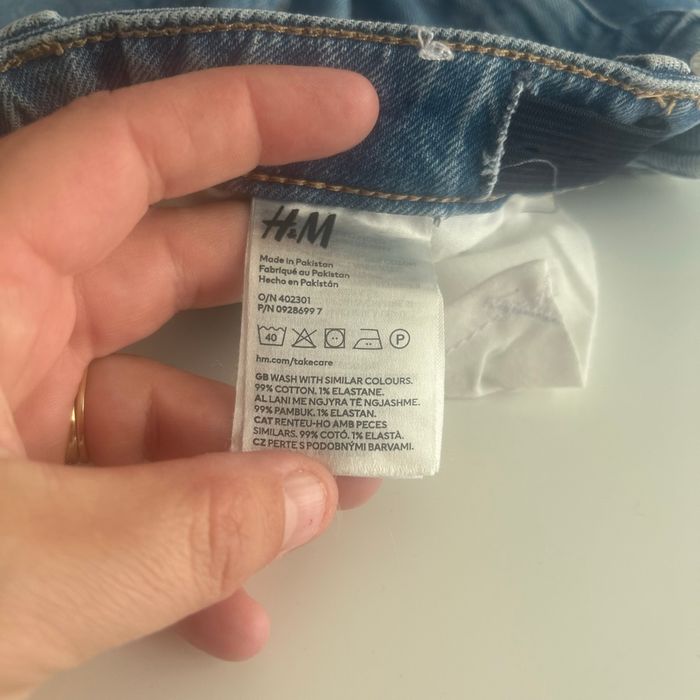 H&M
Made in Pakistan
Fabriqué au Pakistan
Hecho en Pakistán
O/N 402301
P/N 0928699 7
40
P
hm.com/takecare
GB WASH WITH SIMILAR COLOURS.
99% COTTON. 1% ELASTANE.
AL LANI ME NGJYRA TË NGJASHME.
99% PAMBUK. 1% ELASTAN.
CAT RENTEU-HO AMB PECES
SIMILARS. 99% COTÓ. 1% ELASTÀ.
CZ PERTE S PODOBNÝMI BARVAMI.